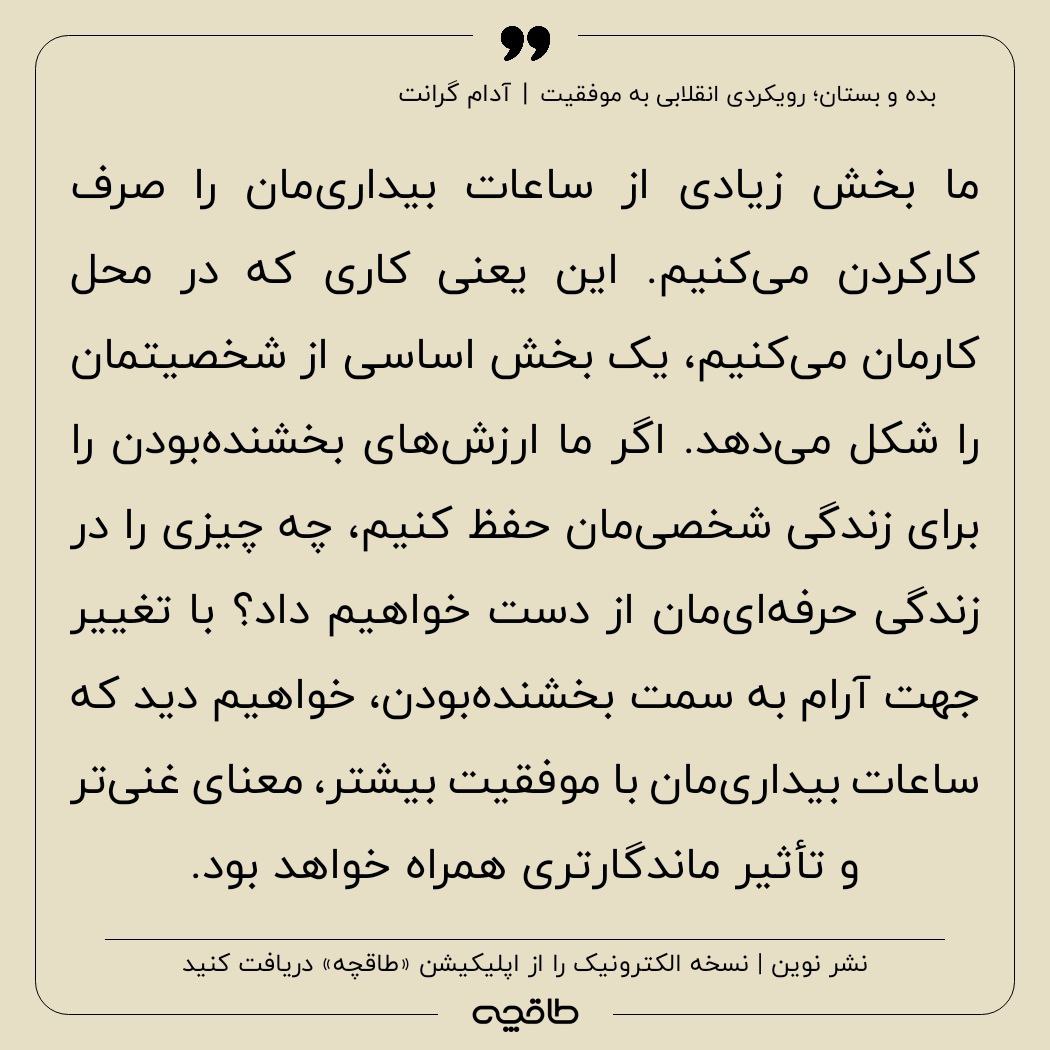 بده و بستان؛ رویکردی انقلابی به موفقیت | آدام گرانت
ما بخش زیادی از ساعات بیداری‌مان را صرف
کارکردن می‌کنیم. این یعنی کاری که در محل
کارمان می‌کنیم، یک بخش اساسی از شخصیتمان
را شکل می‌دهد. اگر ما ارزش‌های بخشنده‌بودن را
برای زندگی شخصی‌مان حفظ کنیم، چه چیزی را در
زندگی حرفه‌ای‌مان از دست خواهیم داد؟ با تغییر
جهت آرام به سمت بخشنده‌بودن، خواهیم دید که
ساعات بیداری‌مان با موفقیت بیشتر، معنای غنی‌تر
و تأثیر ماندگارتری همراه خواهد بود.
نشر نوین | نسخه الکترونیک را از اپلیکیشن «طاقچه» دریافت کنید
طاقچه